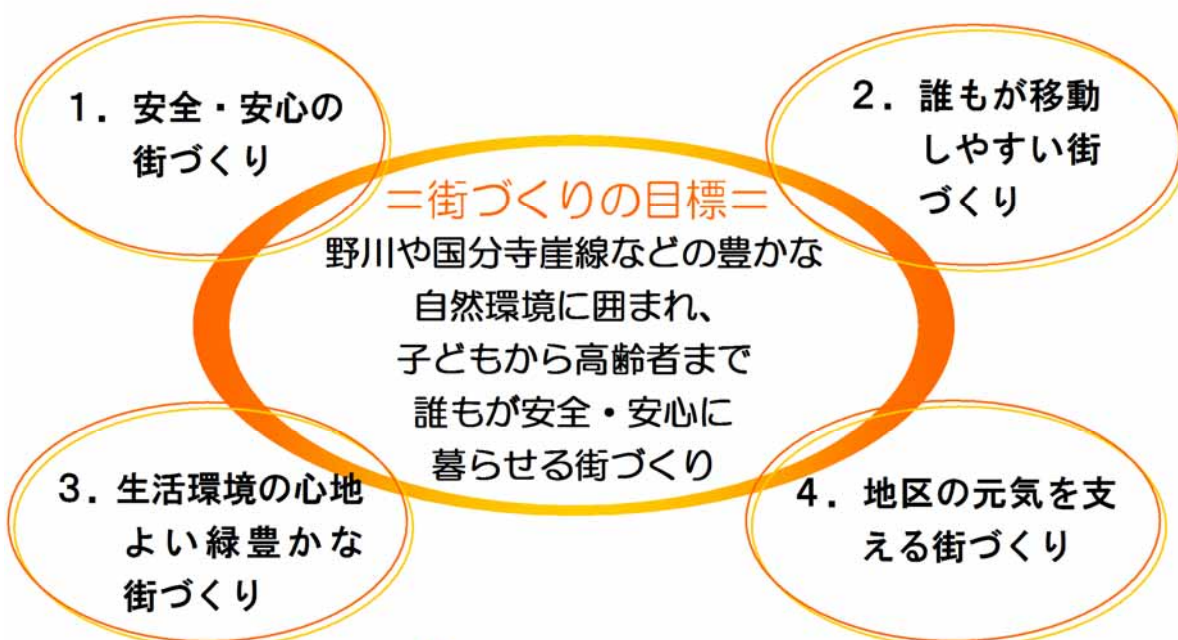 1．安全・安心の
街づくり
2．誰もが移動
しやすい街
づくり
＝街づくりの目標＝
野川や国分寺崖線などの豊かな
自然環境に囲まれ、
子どもから高齢者まで
誰もが安全・安心に
暮らせる街づくり
3．生活環境の心地
よい緑豊かな
街づくり
4．地区の元気を支
える街づくり